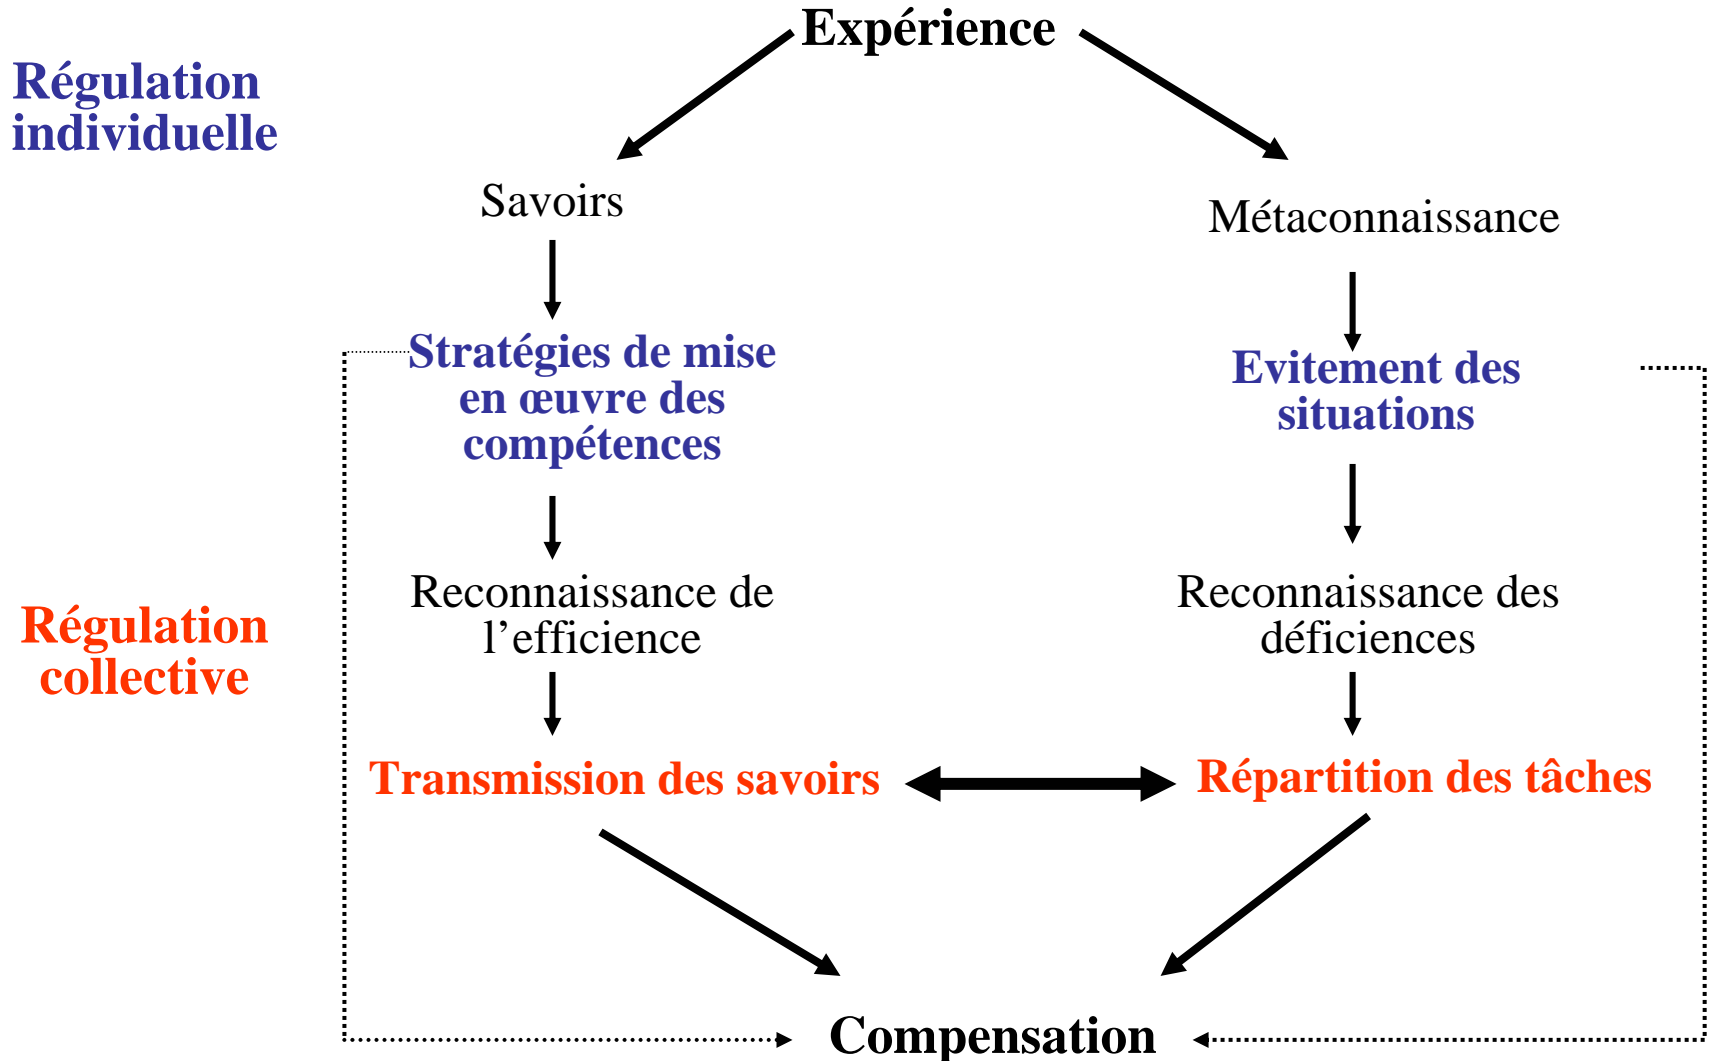 Expérience
Régulation
individuelle
Savoirs
Métaconnaissance
Stratégies de mise
en œuvre des
compétences
Evitement des
situations
Reconnaissance de
l’efficience
Reconnaissance des
déficiences
Régulation
collective
Transmission des savoirs
Répartition des tâches
Compensation